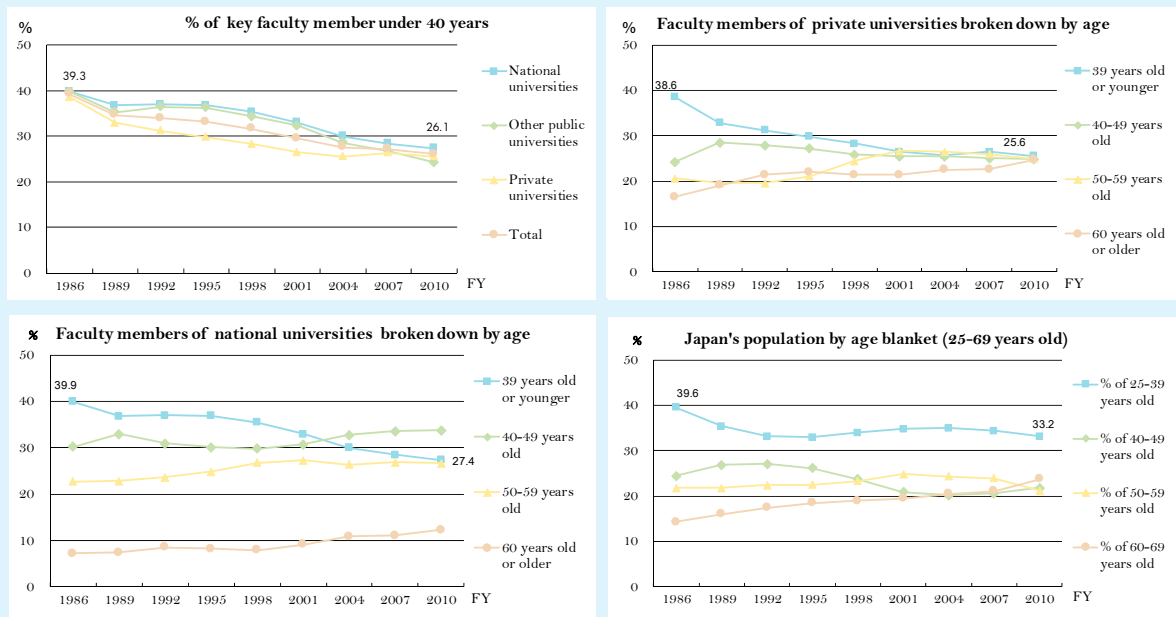 % of key faculty member under 40 years
%
50
40
30
20
10
0
39.3
26.1
1986 1989 1992 1995 1998 2001 2004 2007 2010 FY
National
universities
Other public
universities
Private
universities
Total
Faculty members of private universities broken down by age
%
50
40
30
20
10
0
38.6
25.6
1986 1989 1992 1995 1998 2001 2004 2007 2010 FY
39 years old
or younger
40-49 years
old
50-59 years
old
60 years old
or older
Faculty members of national universities broken down by age
%
50
40
30
20
10
0
39.9
27.4
1986 1989 1992 1995 1998 2001 2004 2007 2010 FY
39 years old
or younger
40-49 years
old
50-59 years
old
60 years old
or older
Japan's population by age blanket (25-69 years old)
%
50
40
30
20
10
0
39.6
33.2
1986 1989 1992 1995 1998 2001 2004 2007 2010 FY
% of 25-39
years old
% of 40-49
years old
% of 50-59
years old
% of 60-69
years old